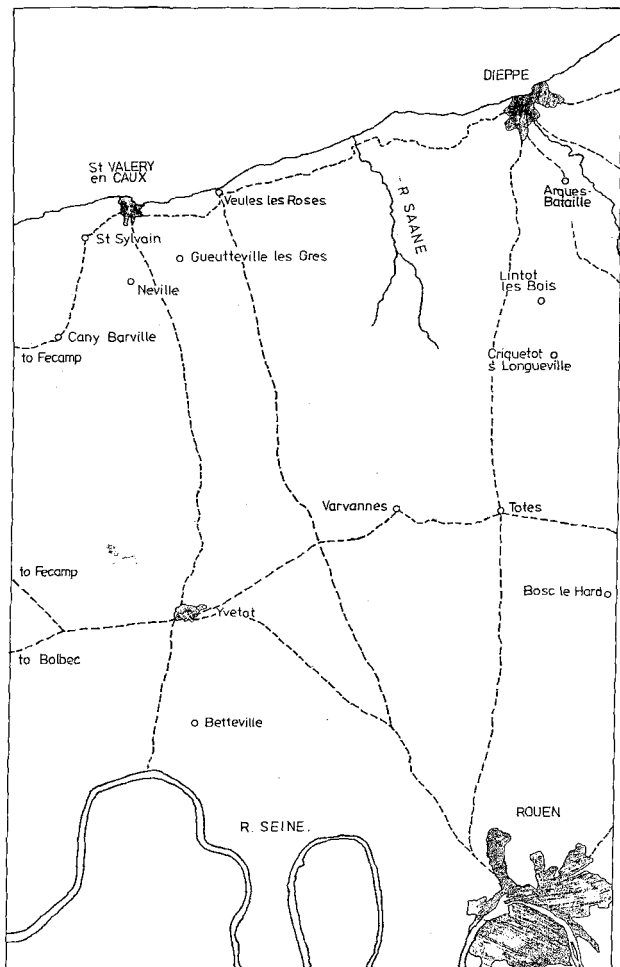 DIEPPE
St VALERY
en CAUX
Veules les Roses
Arques-
Bataille
R SAANE
St Sylvain
Gueutteville les Gres
Neville
Lintot
les Bois
Cany Barville
to Fecamp
Criquetot
s Longueville
Varvannes
Totes
to Fecamp
Bosc le Hard
Yvetot
to Bolbec
Betteville
R. SEINE.
ROUEN